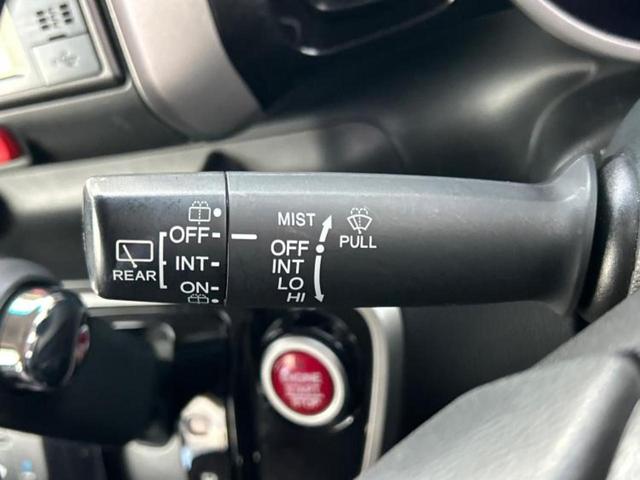 OFF
INT
ON
REAR
MIST
OFF
INT
LO
HI
PULL
ENGINE
START
STOP